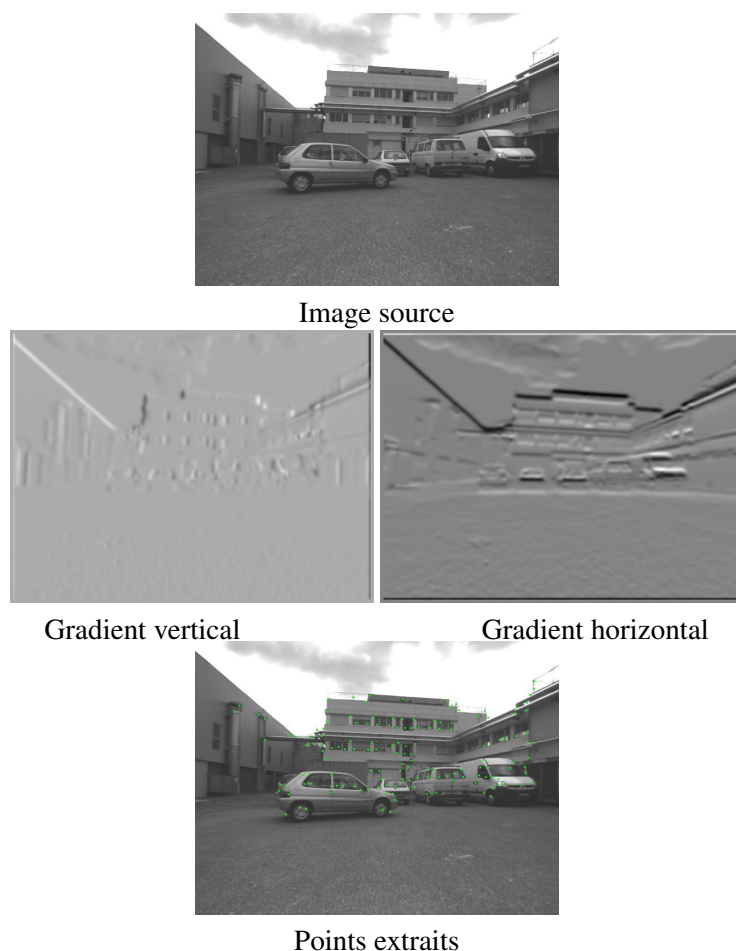 Image source
Gradient vertical
Gradient horizontal
Points extraits